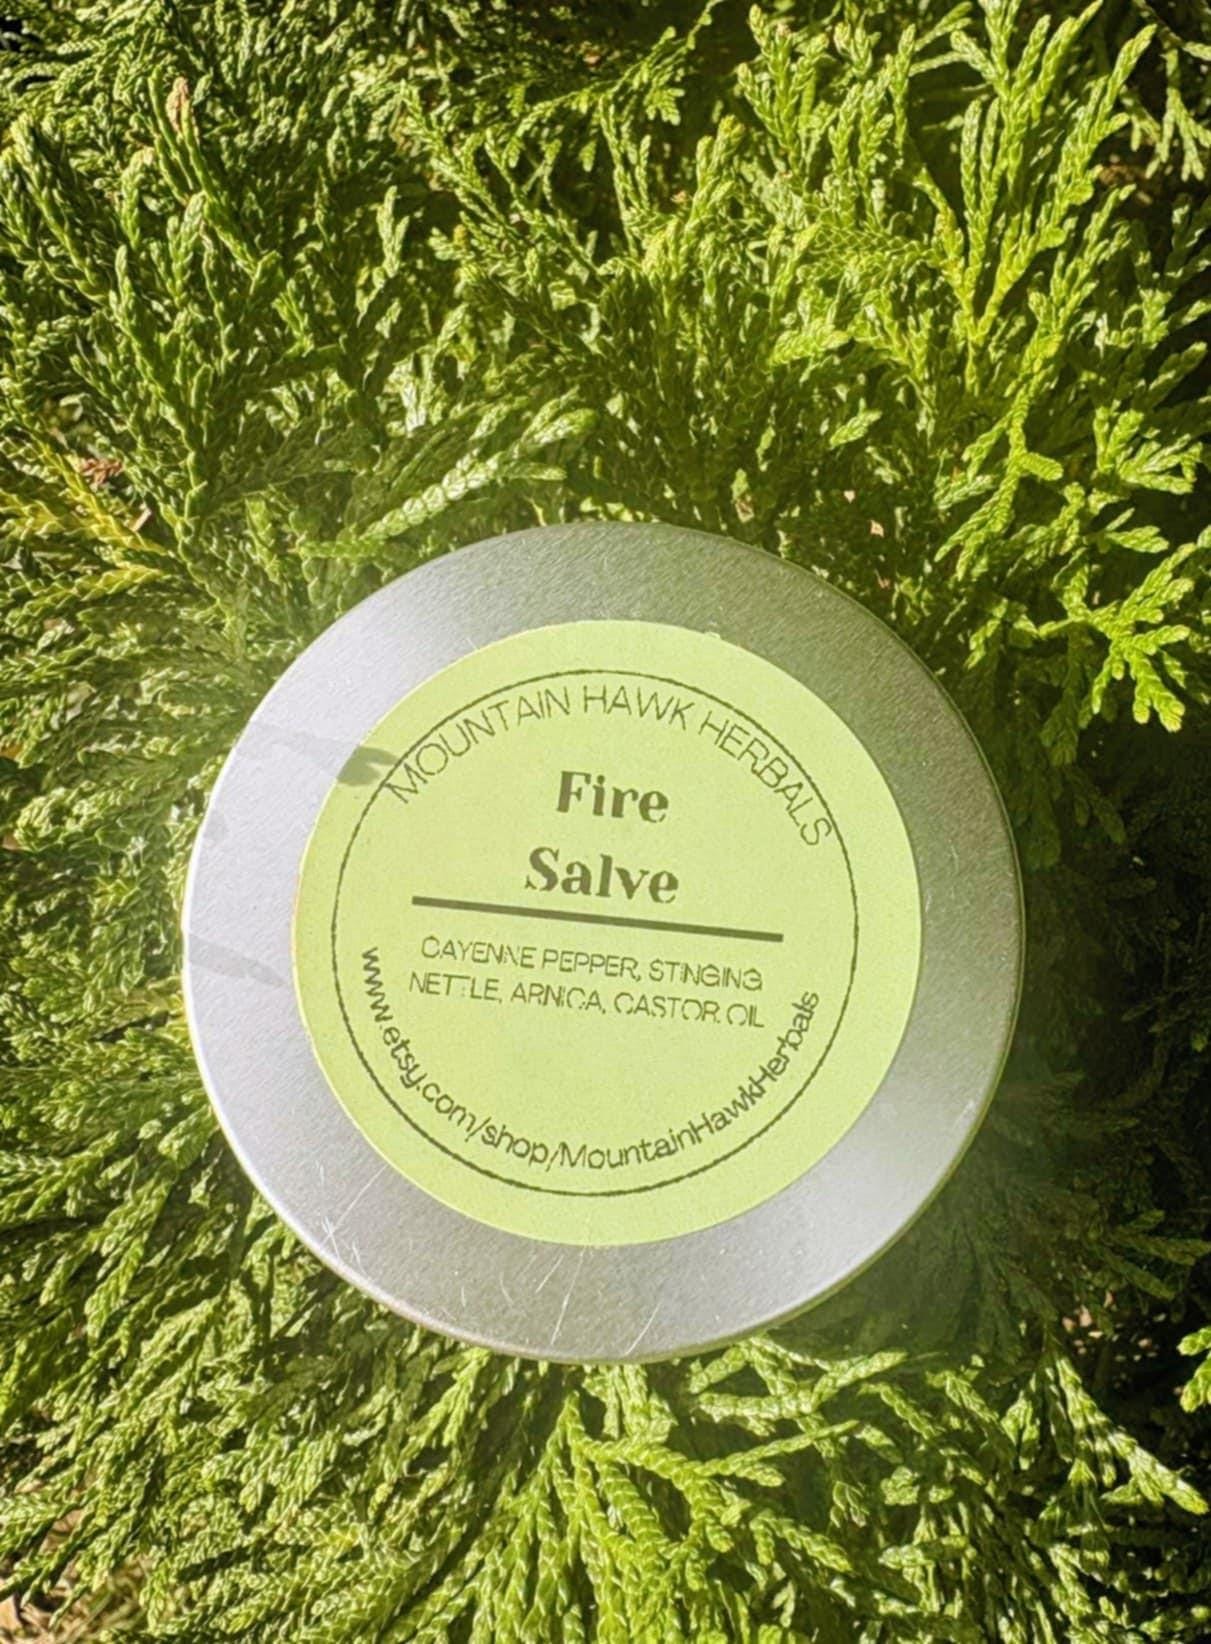 MOUNTAIN HAWK HERBALS
Fire
Salve
CAYENNE PEPPER, STINGING
NETTLE, ARNICA, CASTOR OIL
www.etsy.com/shop/MountainHawkHerbals